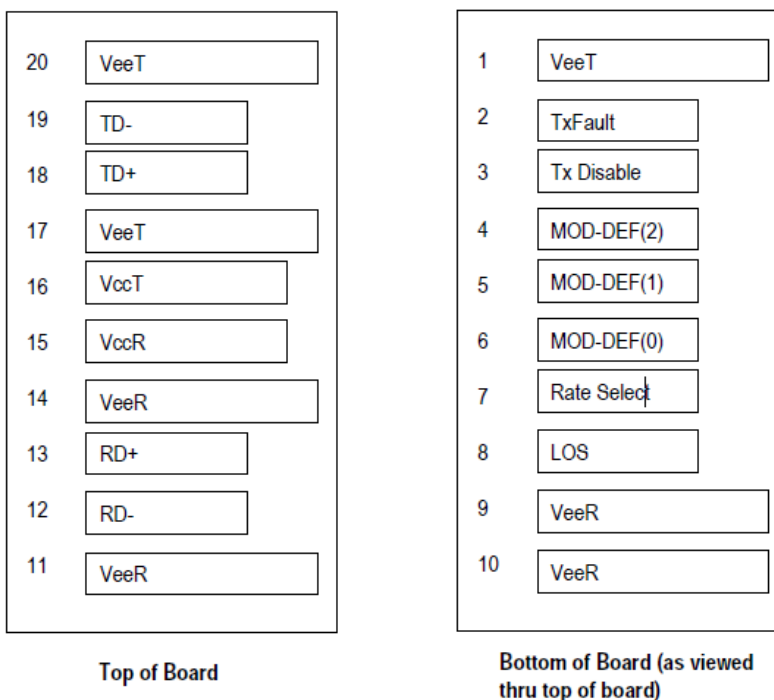 20 VeeT
19 TD-
18 TD+
17 VeeT
16 VccT
15 VccR
14 VeeR
13 RD+
12 RD-
11 VeeR
Top of Board
1 VeeT
2 TxFault
3 Tx Disable
4 MOD-DEF(2)
5 MOD-DEF(1)
6 MOD-DEF(0)
7 Rate Select
8 LOS
9 VeeR
10 VeeR
Bottom of Board (as viewed
thru top of board)